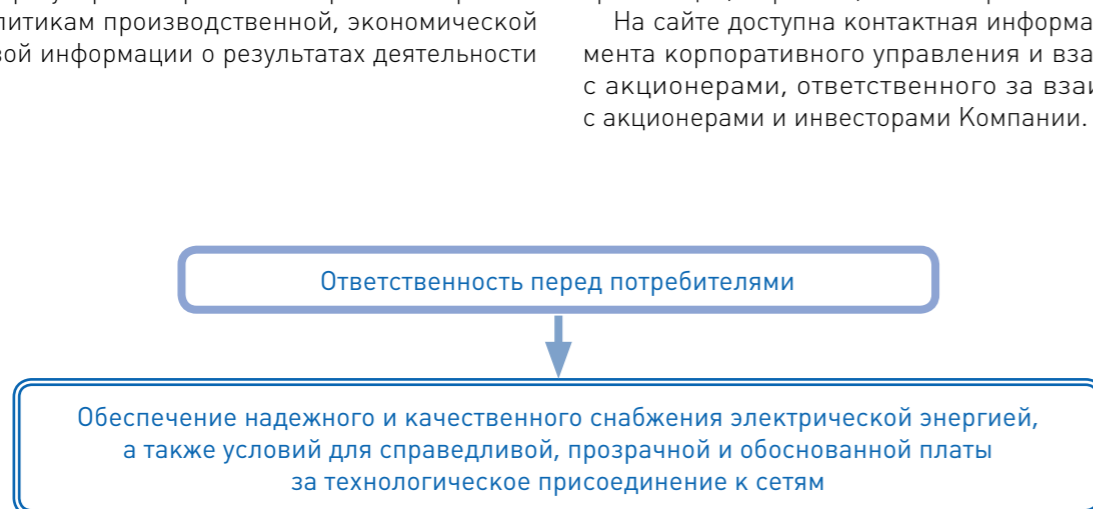 литикам производственной, экономической
вой информации о результатах деятельности
На сайте доступна контактная информа
мента корпоративного управления и вза
с акционерами, ответственного за взаи
с акционерами и инвесторами Компании.
Ответственность перед потребителями
Обеспечение надежного и качественного снабжения электрической энергией,
а также условий для справедливой, прозрачной и обоснованной платы
за технологическое присоединение к сетям